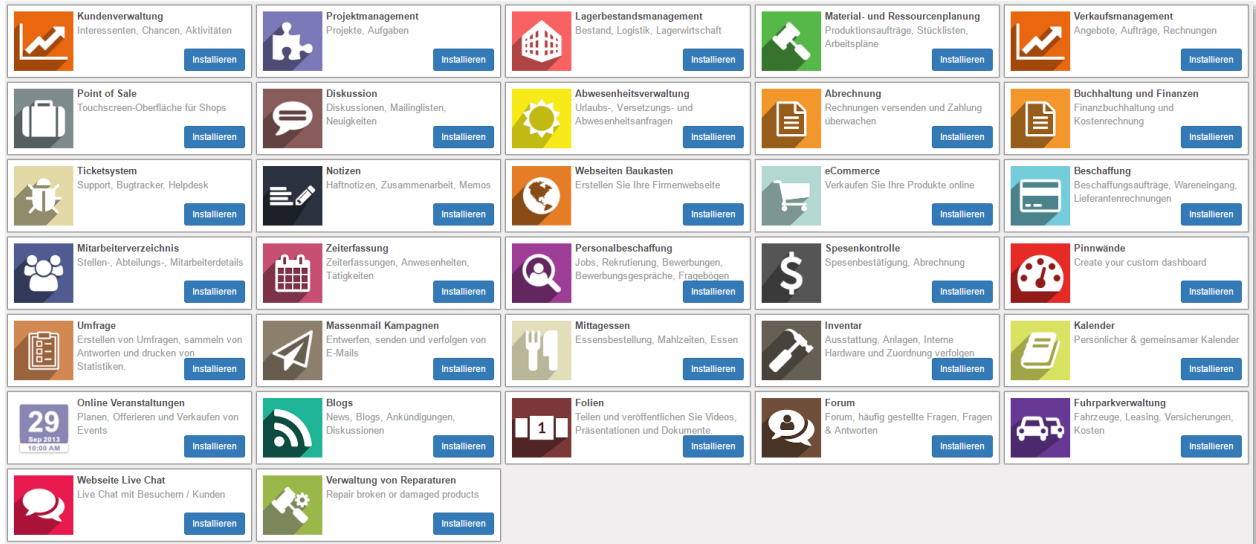 Kundenverwaltung
Interessenten, Chancen, Aktivitäten
Installieren
Projektmanagement
Projekte, Aufgaben
Installieren
Lagerbestandsmanagement
Bestand, Logistik, Lagerwirtschaft
Installieren
Material- und Ressourcenplanung
Produktionsaufträge, Stücklisten,
Arbeitspläne
Installieren
Verkaufsmanagement
Angebote, Aufträge, Rechnungen
Installieren
Point of Sale
Touchscreen-Oberfläche für Shops
Installieren
Diskussion
Diskussionen, Mailinglisten,
Neuigkeiten
Installieren
Abwesenheitsverwaltung
Urlaubs-, Versetzungs- und
Abwesenheitsanfragen
Installieren
Abrechnung
Rechnungen versenden und Zahlung
überwachen
Installieren
Buchhaltung und Finanzen
Finanzbuchhaltung und
Kostenrechnung
Installieren
Ticketsystem
Support, Bugtracker, Helpdesk
Installieren
Notizen
Haftnotizen, Zusammenarbeit, Memos
Installieren
Webseiten Baukasten
Erstellen Sie Ihre Firmenwebseite
Installieren
eCommerce
Verkaufen Sie Ihre Produkte online
Installieren
Beschaffung
Beschaffungsaufträge, Wareneingang,
Lieferantenrechnungen
Installieren
Mitarbeiterverzeichnis
Stellen-, Abteilungs-, Mitarbeiterdetails
Installieren
Zeiterfassung
Zeiterfassungen, Anwesenheiten,
Tätigkeiten
Installieren
Personalbeschaffung
Jobs, Rekrutierung, Bewerbungen,
Bewerbungsgespräche, Fragebögen
Installieren
Spesenkontrolle
Spesenbestätigung, Abrechnung
Installieren
Pinnwände
Create your custom dashboard
Installieren
Umfrage
Erstellen von Umfragen, sammeln von
Antworten und drucken von
Statistiken.
Installieren
Massenmail Kampagnen
Entwerfen, senden und verfolgen von
E-Mails
Installieren
Mittagessen
Essensbestellung, Mahlzeiten, Essen
Installieren
Inventar
Ausstattung, Anlagen, Interne
Hardware und Zuordnung verfolgen
Installieren
Kalender
Persönlicher & gemeinsamer Kalender
Installieren
29
Sep 2013
10:00 AM
Online Veranstaltungen
Planen, Offerieren und Verkaufen von
Events
Installieren
Blogs
News, Blogs, Ankündigungen,
Diskussionen
Installieren
1
Folien
Teilen und veröffentlichen Sie Videos,
Präsentationen und Dokumente.
Installieren
Forum
Forum, häufig gestellte Fragen, Fragen
& Antworten
Installieren
Fuhrparkverwaltung
Fahrzeuge, Leasing, Versicherungen,
Kosten
Installieren
Webseite Live Chat
Live Chat mit Besuchern / Kunden
Installieren
Verwaltung von Reparaturen
Repair broken or damaged products
Installieren